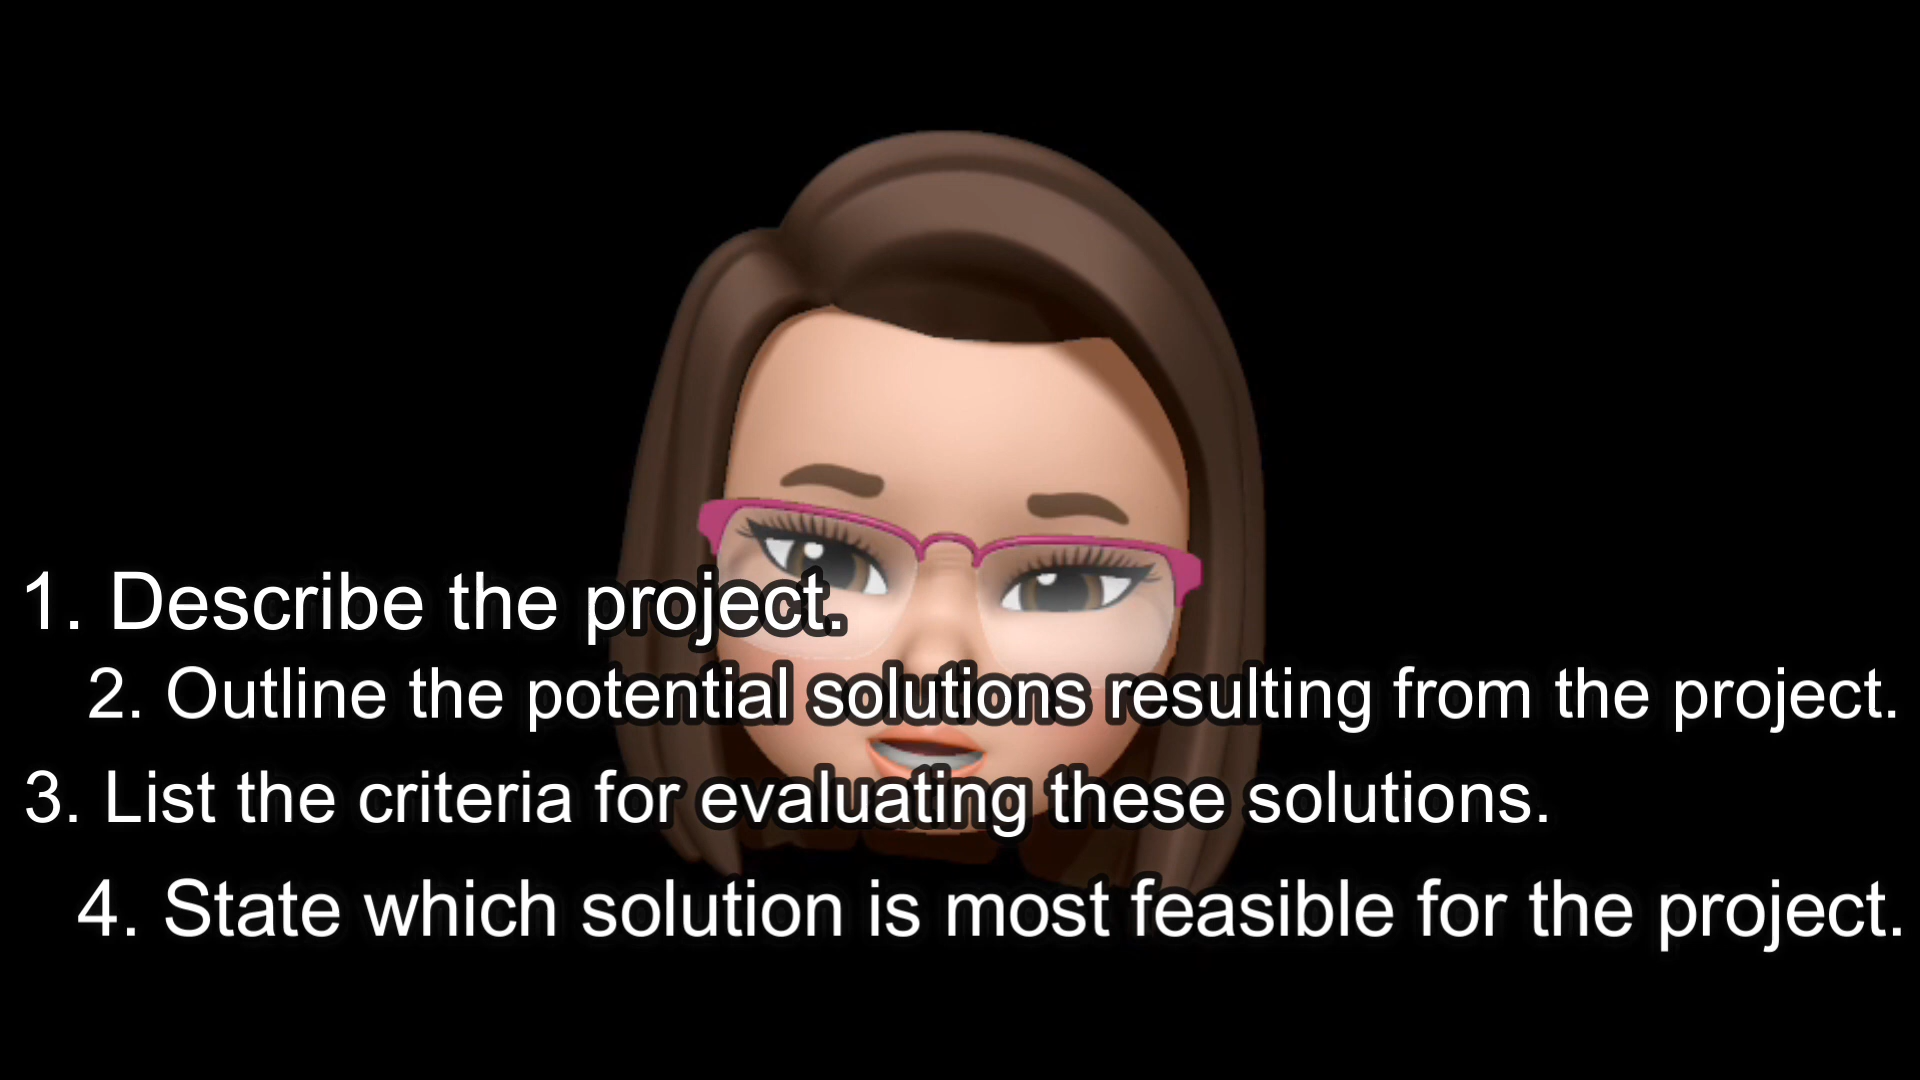 1. Describe the project.
2. Outline the potential solutions resulting from the project.
3. List the criteria for evaluating these solutions.
4. State which solution is most feasible for the project.